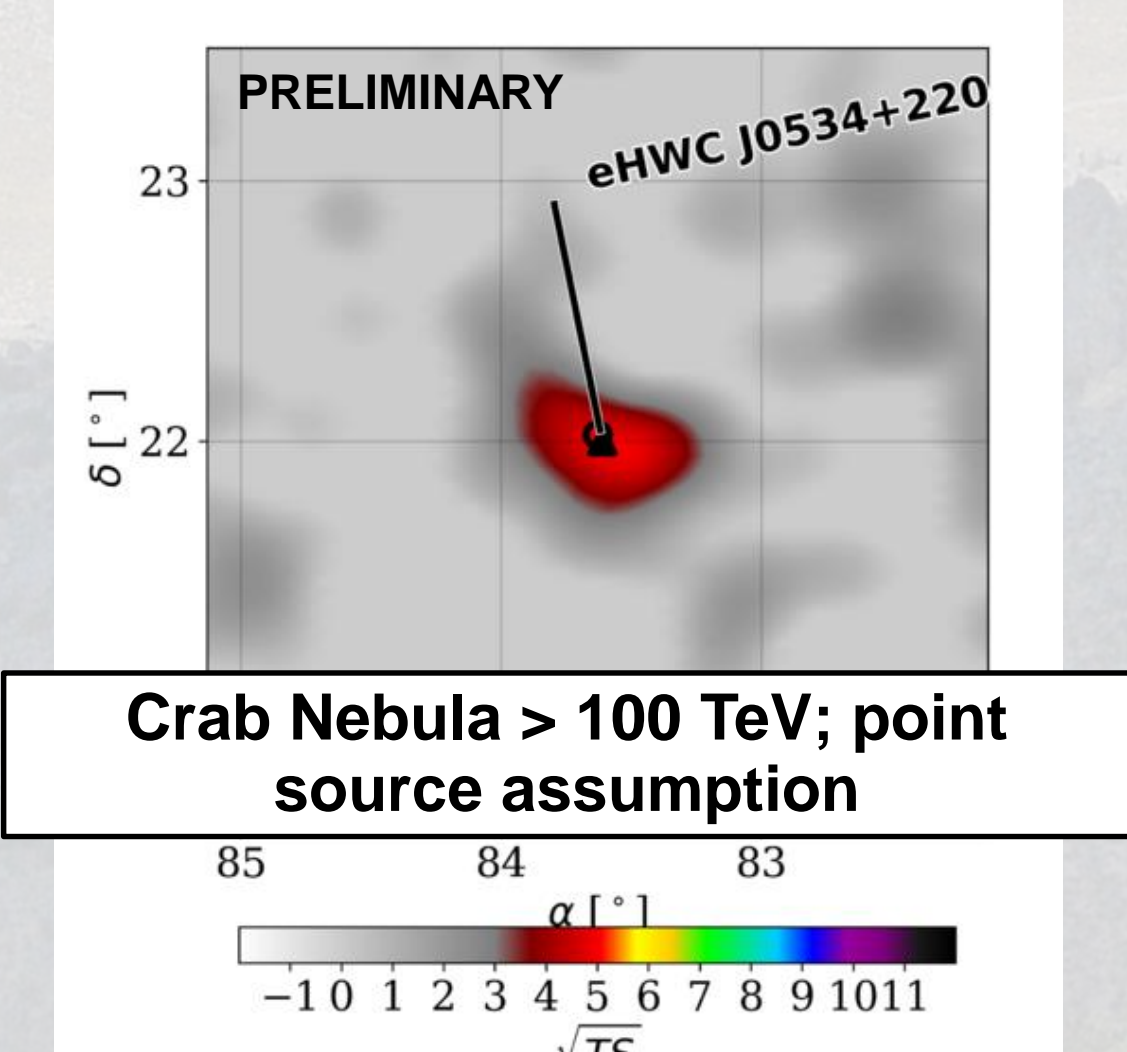 PRELIMINARY
eHWC J0534+220
23
22
δ [°]
Crab Nebula > 100 TeV; point
source assumption
85 84 83
α [°]
−1 0 1 2 3 4 5 6 7 8 9 10 11
√TS